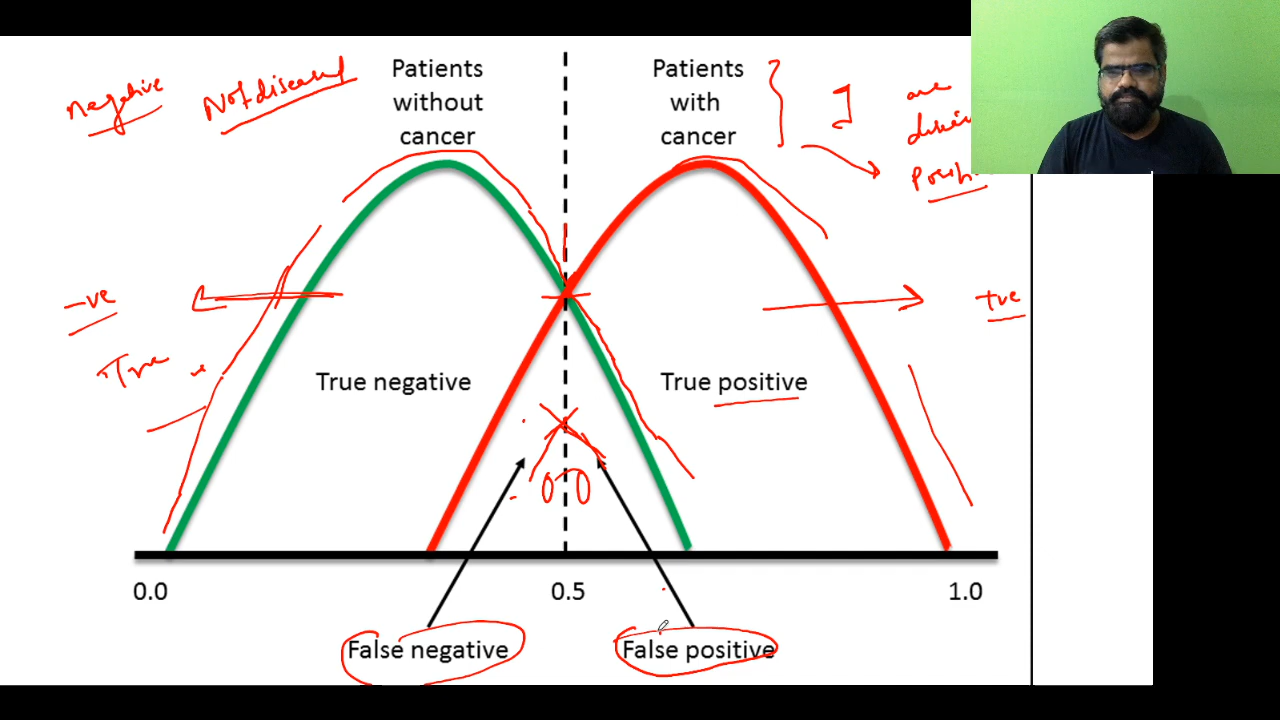 negative
Not diseased
Patients
without
cancer
Patients
with
cancer
are
-ve
+ve
True
True negative
True positive
0.0
0.5
1.0
False negative
False positive